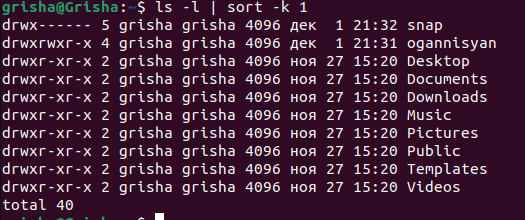 grisha@Grisha:~$ ls -l | sort -k 1
drwx------ 5 grisha grisha 4096 дек  1 21:32 snap
drwxrwxr-x 4 grisha grisha 4096 дек  1 21:31 ogannisyan
drwxr-xr-x 2 grisha grisha 4096 ноя 27 15:20 Desktop
drwxr-xr-x 2 grisha grisha 4096 ноя 27 15:20 Documents
drwxr-xr-x 2 grisha grisha 4096 ноя 27 15:20 Downloads
drwxr-xr-x 2 grisha grisha 4096 ноя 27 15:20 Music
drwxr-xr-x 2 grisha grisha 4096 ноя 27 15:20 Pictures
drwxr-xr-x 2 grisha grisha 4096 ноя 27 15:20 Public
drwxr-xr-x 2 grisha grisha 4096 ноя 27 15:20 Templates
drwxr-xr-x 2 grisha grisha 4096 ноя 27 15:20 Videos
total 40